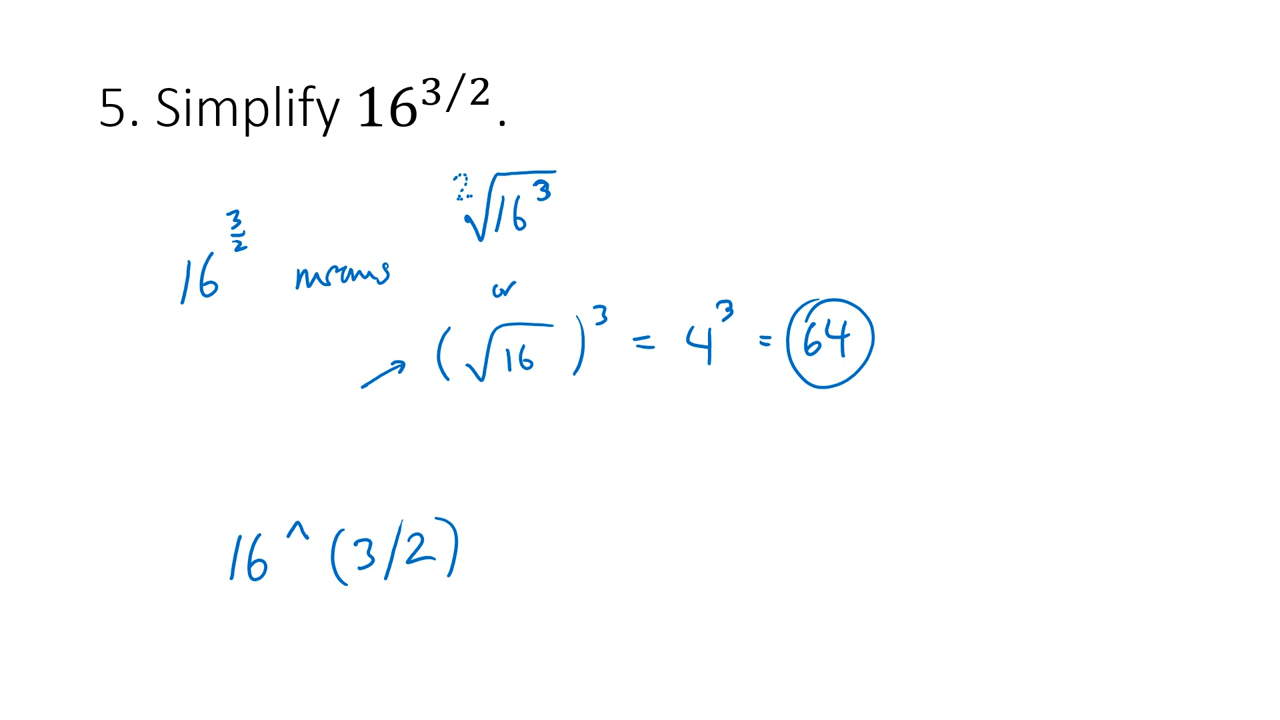 5. Simplify 16^{3/2}.
²√16³
16^{3/2} means
or
→ (√16)³ = 4³ = 64
16^(3/2)